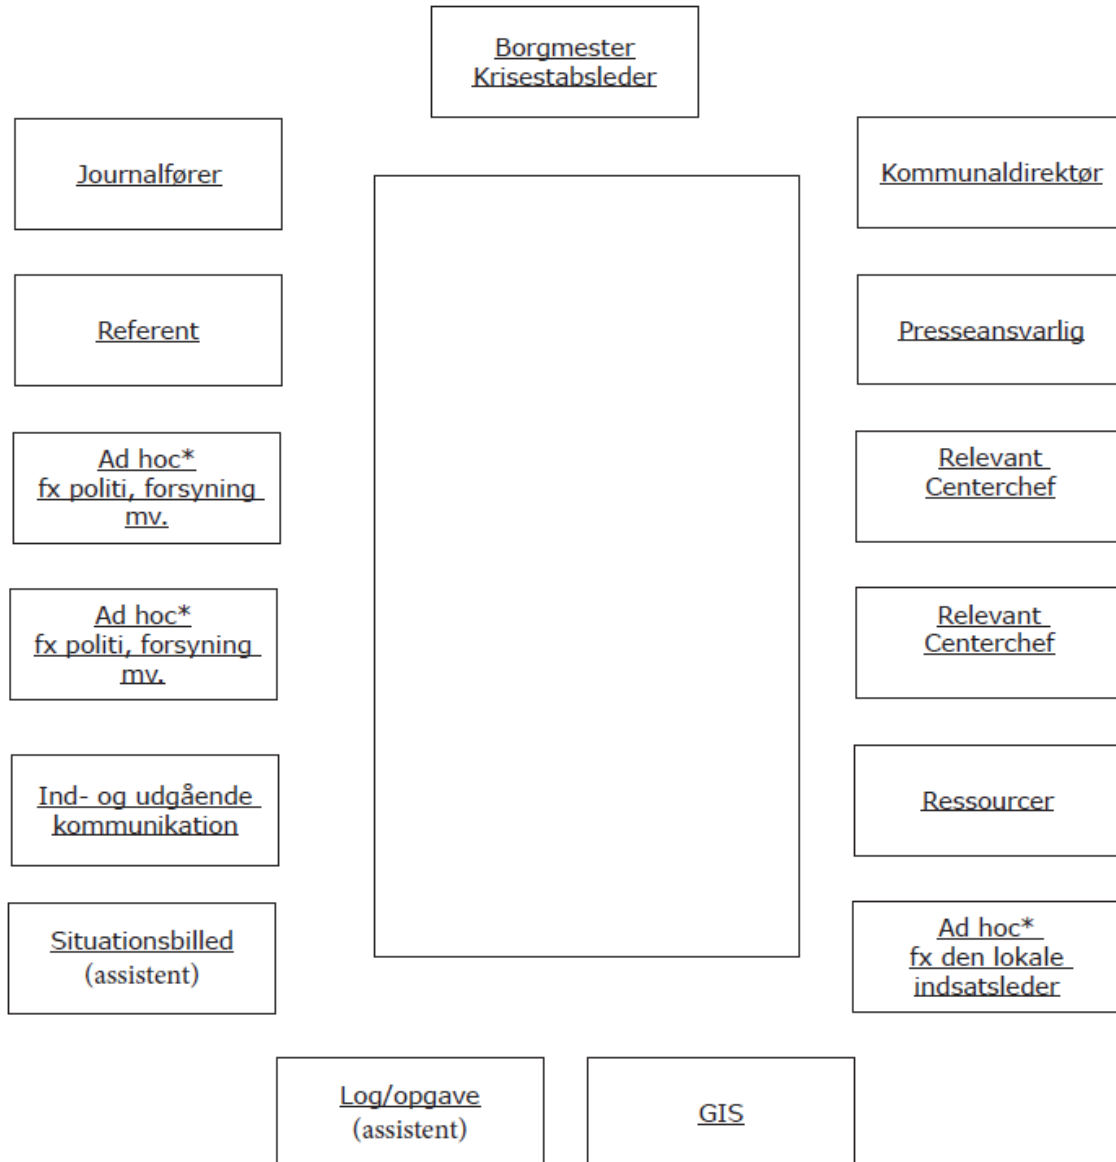 Borgmester
Krisestabsleder
Journalfører
Kommunaldirektør
Referent
Presseansvarlig
Ad hoc*
fx politi, forsyning
mv.
Relevant
Centerchef
Ad hoc*
fx politi, forsyning
mv.
Relevant
Centerchef
Ind- og udgående
kommunikation
Ressourcer
Situationsbilled
(assistent)
Ad hoc*
fx den lokale
indsatsleder
Log/opgave
(assistent)
GIS